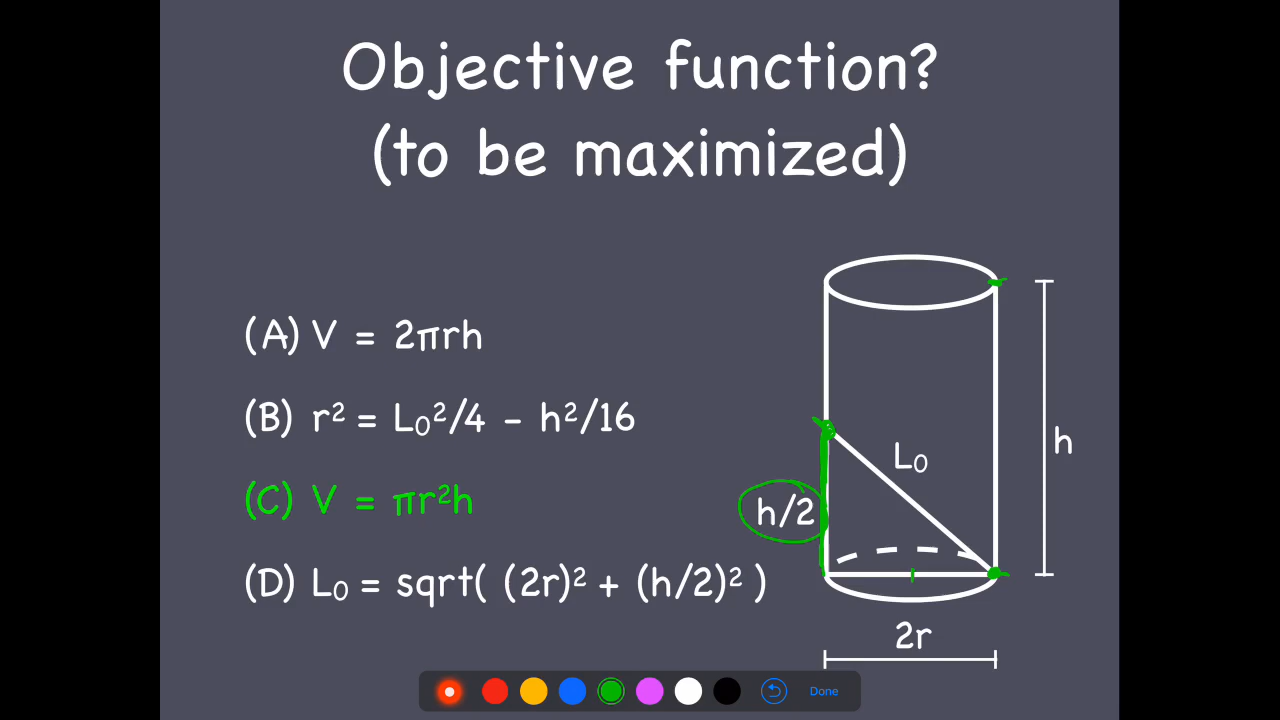 Objective function?
(to be maximized)
(A) V = 2πrh
(B) r² = L₀²/4 - h²/16
(C) V = πr²h
(D) L₀ = sqrt( (2r)² + (h/2)² )
L₀
h
h/2
2r
Done